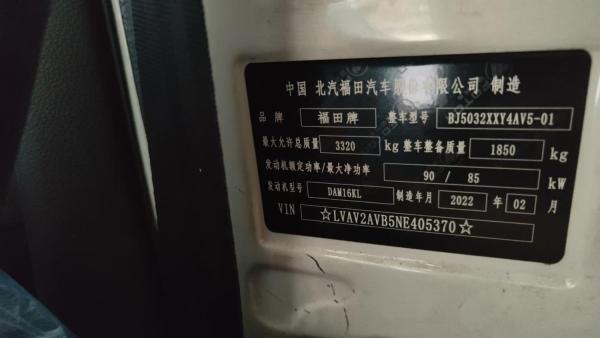 中国 北汽福田汽车股份有限公司 制造
品牌 福田牌 整车型号 BJ5032XXY4AV5-01
最大允许总质量 3320 kg 整车整备质量 1850 kg
发动机额定功率/最大净功率 90 / 85 kW
发动机型号 DAM16KL 制造年月 2022 年 02 月
VIN ☆LVAV2AVB5NE405370☆